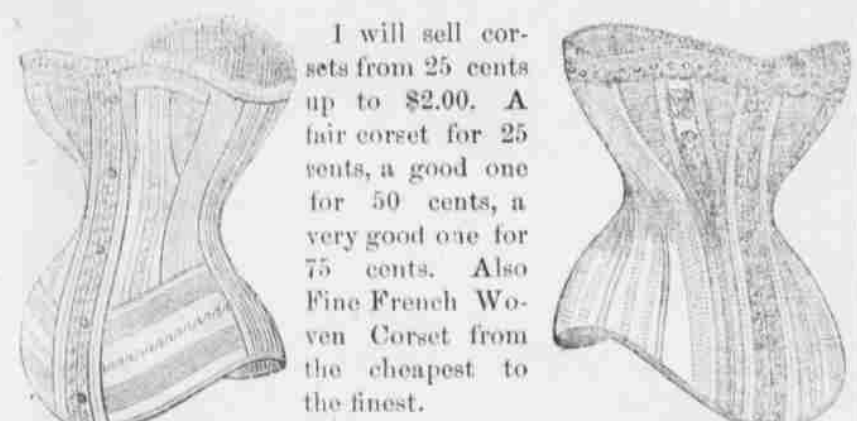 I will sell cor-
sets from 25 cents
up to $2.00. A
fair corset for 25
cents, a good one
for 50 cents, a
very good one for
75 cents. Also
Fine French Wo-
ven Corset from
the cheapest to
the finest.